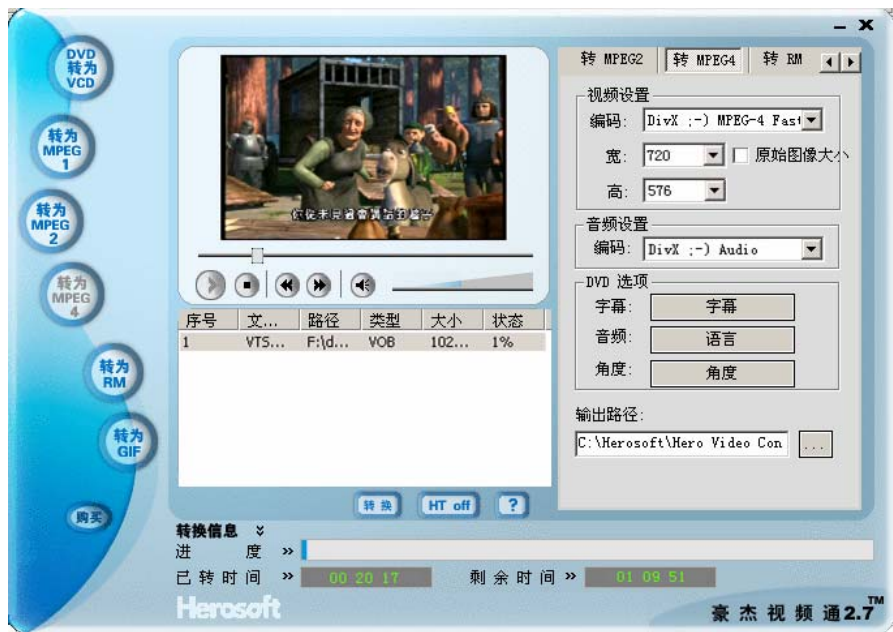 DVD
转为
VCD
转为
MPEG
1
转为
MPEG
2
转为
MPEG
4
转为
RM
转为
GIF
购买
序号 文... 路径 类型 大小 状态
1 VTS... F:\d... VOB 102... 1%
转换 HT off ?
转 MPEG2 转 MPEG4 转 RM
视频设置
编码: DivX ;-) MPEG-4 Fast
宽: 720 原始图像大小
高: 576
音频设置
编码: DivX ;-) Audio
DVD 选项
字幕: 字幕
音频: 语言
角度: 角度
输出路径:
C:\Herosoft\Hero Video Con ...
转换信息
进 度 »
已转时间 » 00 20 17 剩余时间 » 01 09 51
Herosoft
豪杰视频通2.7™